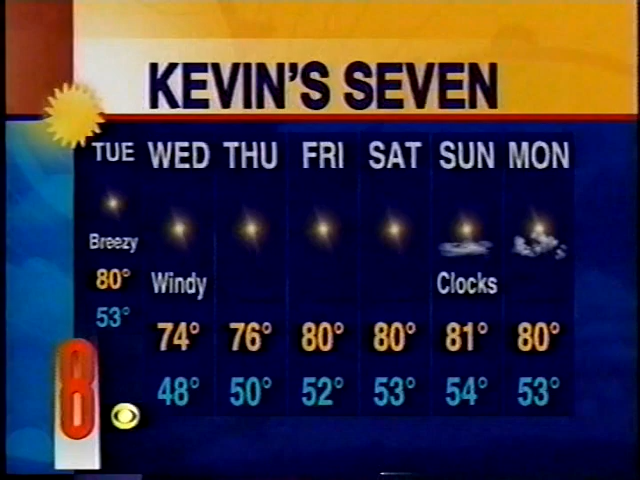 KEVIN'S SEVEN
TUE WED THU FRI SAT SUN MON
Breezy
80°
53°
Windy
Clocks
74° 76° 80° 80° 81° 80°
48° 50° 52° 53° 54° 53°
8